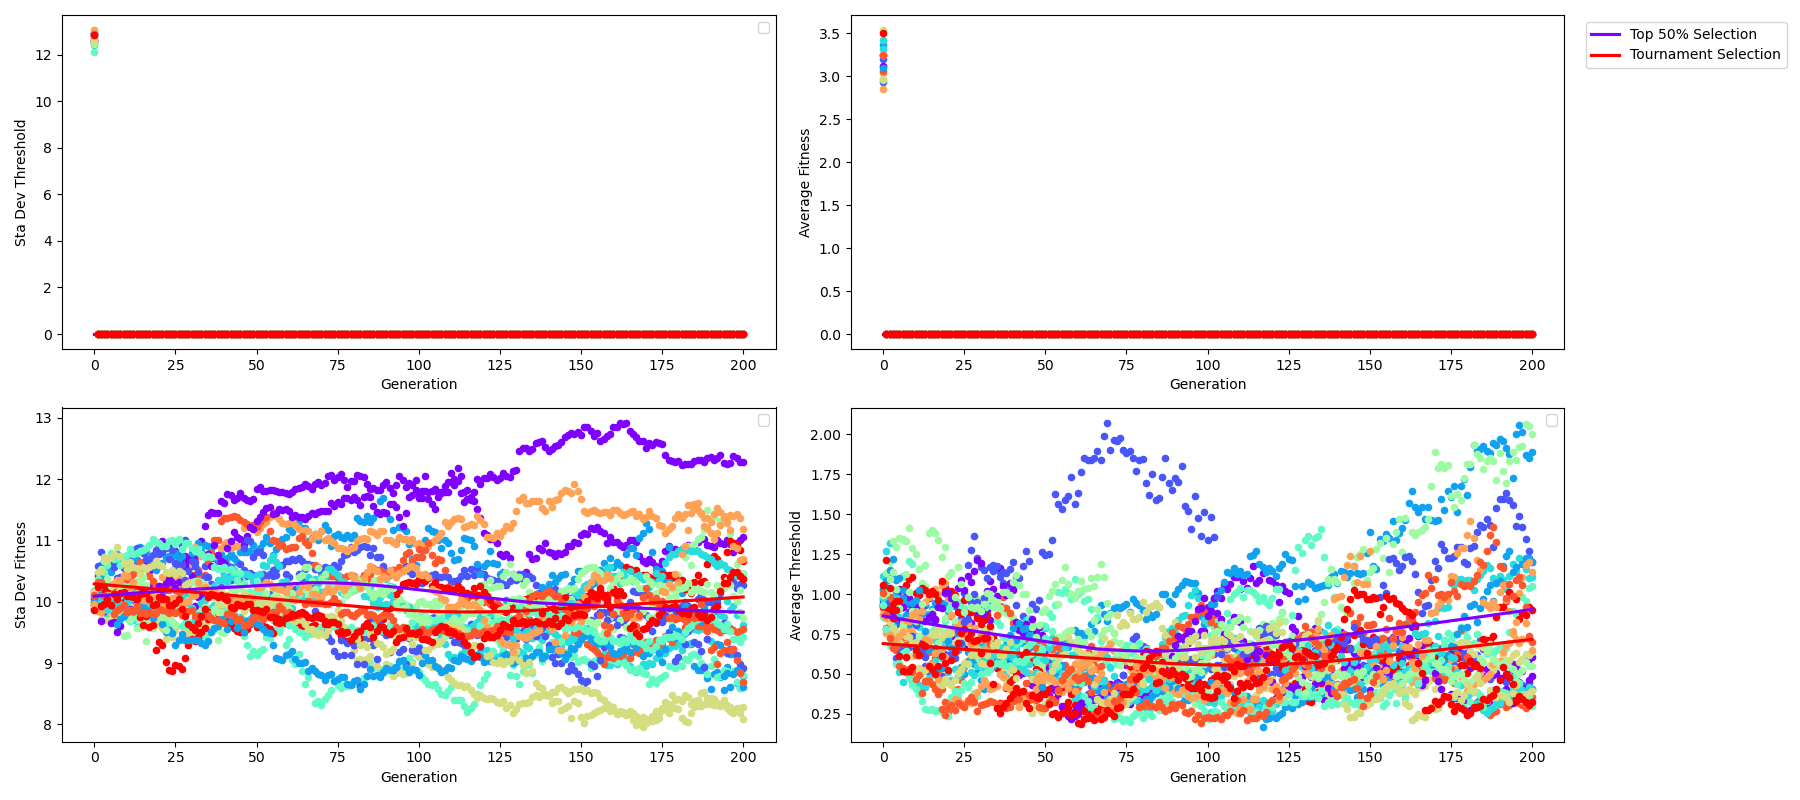 Sta Dev Threshold
12
10
8
6
4
2
0
0 25 50 75 100 125 150 175 200
Generation
Average Fitness
3.5
3.0
2.5
2.0
1.5
1.0
0.5
0.0
0 25 50 75 100 125 150 175 200
Generation
Top 50% Selection
Tournament Selection
Sta Dev Fitness
13
12
11
10
9
8
0 25 50 75 100 125 150 175 200
Generation
Average Threshold
2.00
1.75
1.50
1.25
1.00
0.75
0.50
0.25
0 25 50 75 100 125 150 175 200
Generation